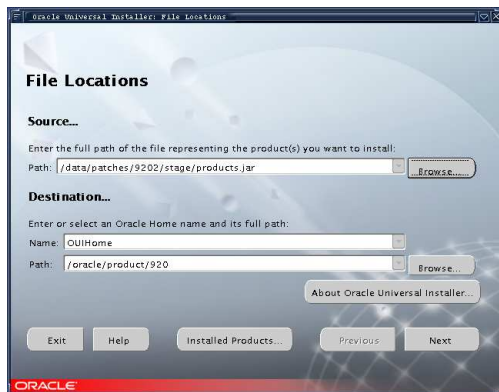 Oracle Universal Installer: File Locations
File Locations
Source...
Enter the full path of the file representing the product(s) you want to install:
Path: /data/patches/9202/stage/products.jar Browse...
Destination...
Enter or select an Oracle Home name and its full path:
Name: OUIHome
Path: /oracle/product/920 Browse...
About Oracle Universal Installer...
Exit Help Installed Products... Previous Next
ORACLE